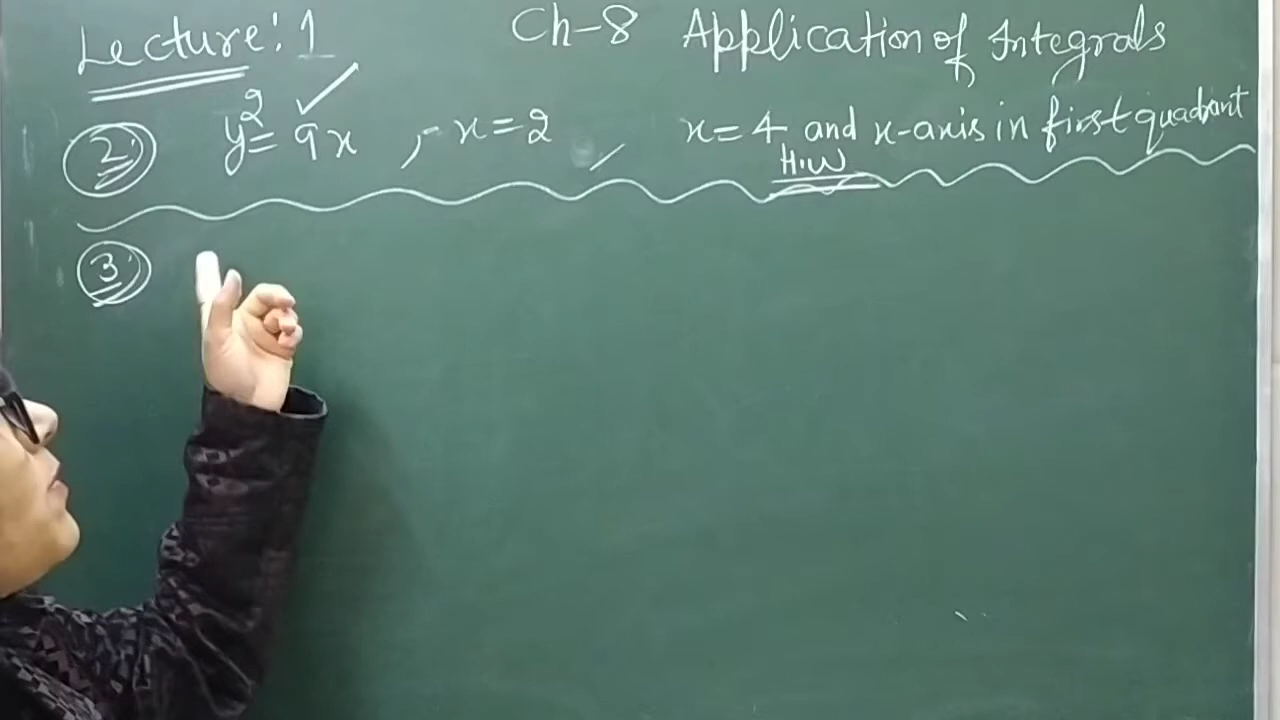 Lecture:1 Ch-8 Application of Integrals
(2) y²= 9x , x=2 x=4 and x-axis in first quadrant
H.W
(3)